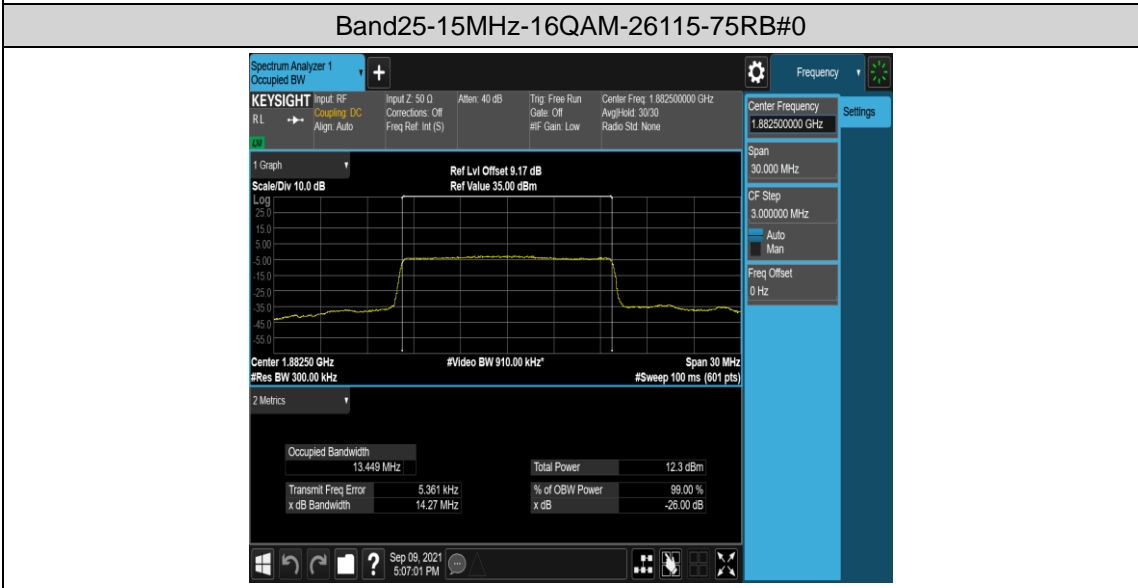 Band25-15MHz-16QAM-26115-75RB#0
Spectrum Analyzer 1
Occupied BW
Frequency
KEYSIGHT
RL
Input: RF
Coupling: DC
Align: Auto
Input Z: 50 Ω
Corrections: Off
Freq Ref: Int (S)
Atten: 40 dB
Trig: Free Run
Gate: Off
#IF Gain: Low
Center Freq: 1.882500000 GHz
Avg|Hold: 30/30
Radio Std: None
Center Frequency
1.882500000 GHz
Settings
Span
30.000 MHz
CF Step
3.000000 MHz
Auto
Man
Freq Offset
0 Hz
1 Graph
Scale/Div 10.0 dB
Ref Lvl Offset 9.17 dB
Ref Value 35.00 dBm
Log
25.0
15.0
5.00
-5.00
-15.0
-25.0
-35.0
-45.0
-55.0
Center 1.88250 GHz
#Video BW 910.00 kHz*
Span 30 MHz
#Res BW 300.00 kHz
#Sweep 100 ms (601 pts)
2 Metrics
Occupied Bandwidth
13.449 MHz
Total Power 12.3 dBm
Transmit Freq Error 5.361 kHz
% of OBW Power 99.00 %
x dB Bandwidth 14.27 MHz
x dB -26.00 dB
Sep 09, 2021
5:07:01 PM